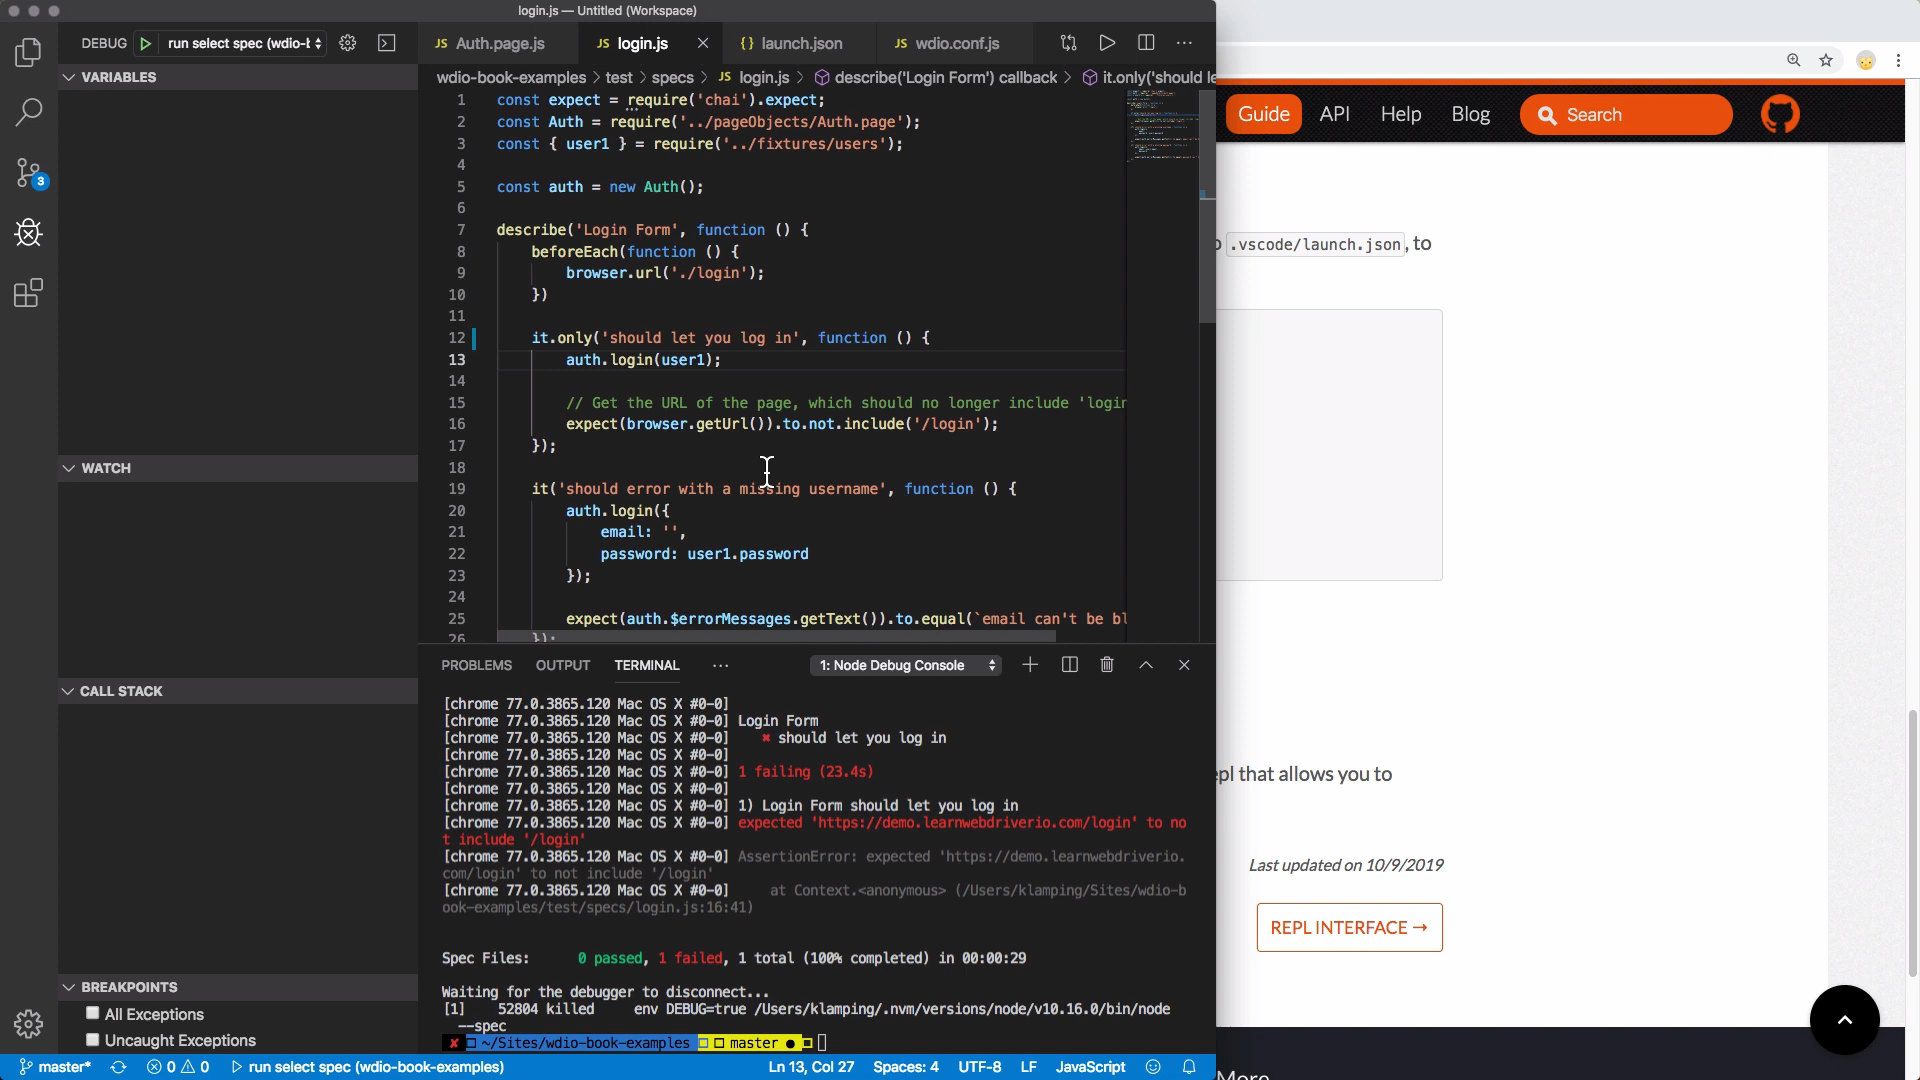 login.js — Untitled (Workspace)
DEBUG
run select spec (wdio-b
JS Auth.page.js
JS login.js
{} launch.json
JS wdio.conf.js
VARIABLES
wdio-book-examples > test > specs > JS login.js > describe('Login Form') callback > it.only('should le
1 const expect = require('chai').expect;
2 const Auth = require('../pageObjects/Auth.page');
3 const { user1 } = require('../fixtures/users');
4
5 const auth = new Auth();
6
7 describe('Login Form', function () {
8 beforeEach(function () {
9 browser.url('./login');
10 })
11
12 it.only('should let you log in', function () {
13 auth.login(user1);
14
15 // Get the URL of the page, which should no longer include 'login
16 expect(browser.getUrl()).to.not.include('/login');
17 });
18
19 it('should error with a missing username', function () {
20 auth.login({
21 email: '',
22 password: user1.password
23 });
24
25 expect(auth.$errorMessages.getText()).to.equal(`email can't be bl
26 });
3
WATCH
CALL STACK
BREAKPOINTS
All Exceptions
Uncaught Exceptions
PROBLEMS
OUTPUT
TERMINAL
1: Node Debug Console
[chrome 77.0.3865.120 Mac OS X #0-0]
[chrome 77.0.3865.120 Mac OS X #0-0] Login Form
[chrome 77.0.3865.120 Mac OS X #0-0] ✖ should let you log in
[chrome 77.0.3865.120 Mac OS X #0-0]
[chrome 77.0.3865.120 Mac OS X #0-0] 1 failing (23.4s)
[chrome 77.0.3865.120 Mac OS X #0-0]
[chrome 77.0.3865.120 Mac OS X #0-0] 1) Login Form should let you log in
[chrome 77.0.3865.120 Mac OS X #0-0] expected 'https://demo.learnwebdriverio.com/login' to no
t include '/login'
[chrome 77.0.3865.120 Mac OS X #0-0] AssertionError: expected 'https://demo.learnwebdriverio.
com/login' to not include '/login'
[chrome 77.0.3865.120 Mac OS X #0-0] at Context.<anonymous> (/Users/klamping/Sites/wdio-b
ook-examples/test/specs/login.js:16:41)
Spec Files: 0 passed, 1 failed, 1 total (100% completed) in 00:00:29
Waiting for the debugger to disconnect...
[1] 52804 killed env DEBUG=true /Users/klamping/.nvm/versions/node/v10.16.0/bin/node
--spec
✘ ~/Sites/wdio-book-examples master ●
master*
0
0
run select spec (wdio-book-examples)
Ln 13, Col 27
Spaces: 4
UTF-8
LF
JavaScript
Guide
API
Help
Blog
Search
.vscode/launch.json, to
epl that allows you to
Last updated on 10/9/2019
REPL INTERFACE →
More